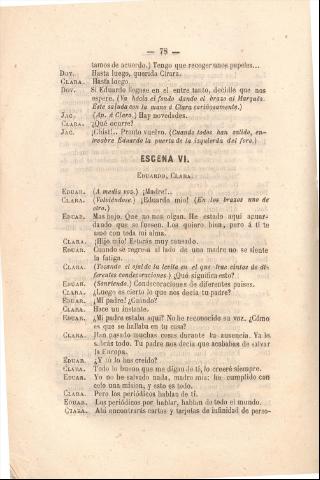 — 78 —
tamos de acuerdo.) Tengo que recoger unos papeles...
Doy. Hasta luego, querida Clara.
CLARA. Hasta luego.
Doy. Si Eduardo llegase en el entre tanto, decidle que nos
espere. (Va hácia el fondo dando el brazo al Marqués.
Este saluda con la mano á Clara cariñosamente.)
JAC. (Ap. á Clara.) Hay novedades.
CLARA. ¿Qué ocurre?
JAC. ¡Chist!.. Pronto vuelvo. (Cuando todos han salido, en-
treabre Eduardo la puerta de la izquierda del foro.)
ESCENA VI.
EDUARDO, CLARA.
EDUAR. (A media voz.) ¡Madre!..
CLARA. (Volviéndose.) ¡Eduardo mio! (En los brazos uno de
otro.)
EDUAR. Mas bajo. Que no nos oigan. He estado aquí aguar-
dando que se fuesen. Los quiero bien, pero á tí te
amo con toda mi alma.
CLARA. ¡Hijo mio! Estarás muy cansado.
EDUAR. Cuando se regresa al lado de una madre no se siente
la fatiga.
CLARA. (Tocando el ojal de la levita en el que trae cintas de di-
ferentes condecoraciones.) ¿Qué significa esto?
EDUAR. (Sonriendo.) Condecoraciones de diferentes paises.
CLARA. ¿Luego es cierto lo que nos decia tu padre?
EDUAR. ¿Mi padre! ¿Cuándo?
CLARA. Hace un instante.
EDUAR. ¿Mi padre estaba aquí? No he reconocido su voz. ¿Cómo
es que se hallaba en tu casa?
CLARA. Han pasado muchas cosas durante tu ausencia. Ya lo
sabrás todo. Tu padre nos decia que acababas de salvar
la Europa.
EDUAR. ¿Y tú lo has creido?
CLARA. Todo lo bueno que me digan de tí, lo creeré siempre.
EDUAR. Yo no he salvado nada, madre mia: he cumplido con
celo una mision, y esto es todo.
CLARA. Pero los periódicos hablan de tí.
EDUAR. Los periódicos por hablar, hablan de todo el mundo.
CLARA. Ahí encontrarás cartas y tarjetas de infinidad de perso-